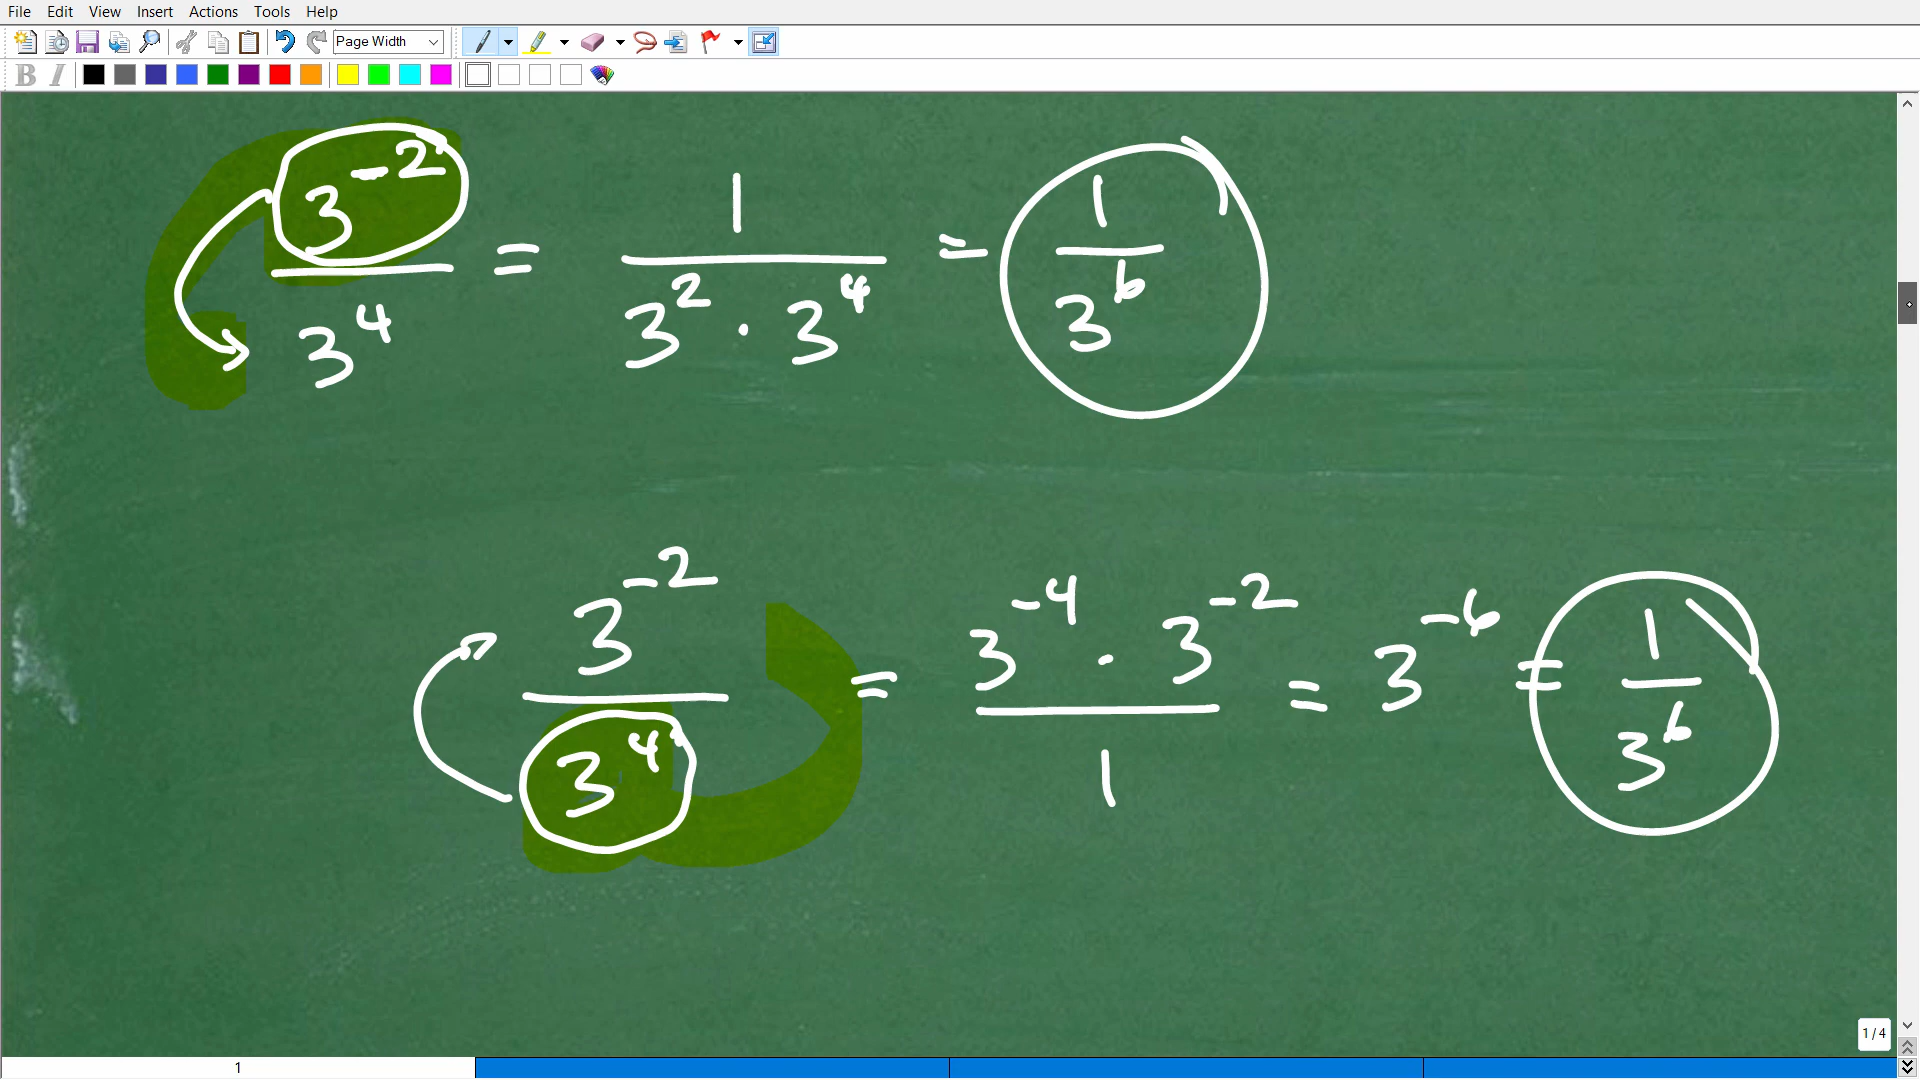 File Edit View Insert Actions Tools Help
Page Width
B I
3^-2 / 3^4 = 1 / 3^2 · 3^4 = 1 / 3^6
3^-2 / 3^4 = 3^-4 · 3^-2 / 1 = 3^-6 = 1 / 3^6
1 / 4
1